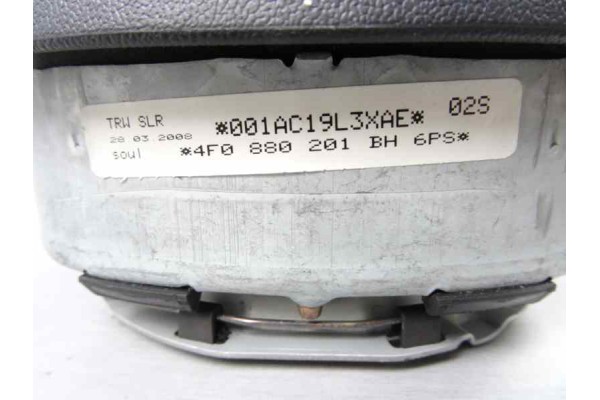 TRW SLR *001AC19L3XAE* 02S
28.03.2008
soul *4F0 880 201 BH 6PS*